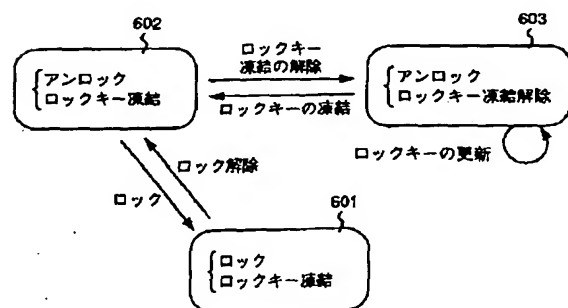 602
603
アンロック
ロックキー凍結
ロックキー
凍結の解除
ロックキーの凍結
アンロック
ロックキー凍結解除
ロックキーの更新
ロック解除
ロック
601
ロック
ロックキー凍結